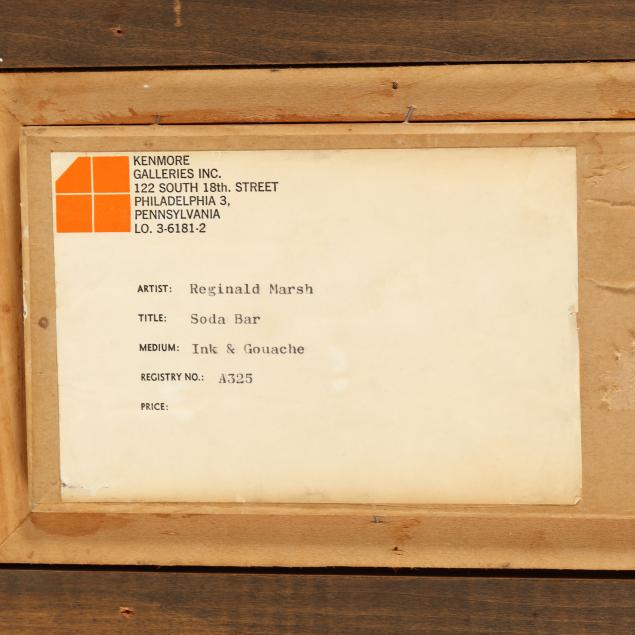 KENMORE
GALLERIES INC.
122 SOUTH 18th. STREET
PHILADELPHIA 3,
PENNSYLVANIA
LO. 3-6181-2
ARTIST: Reginald Marsh
TITLE: Soda Bar
MEDIUM: Ink & Gouache
REGISTRY NO.: A325
PRICE: